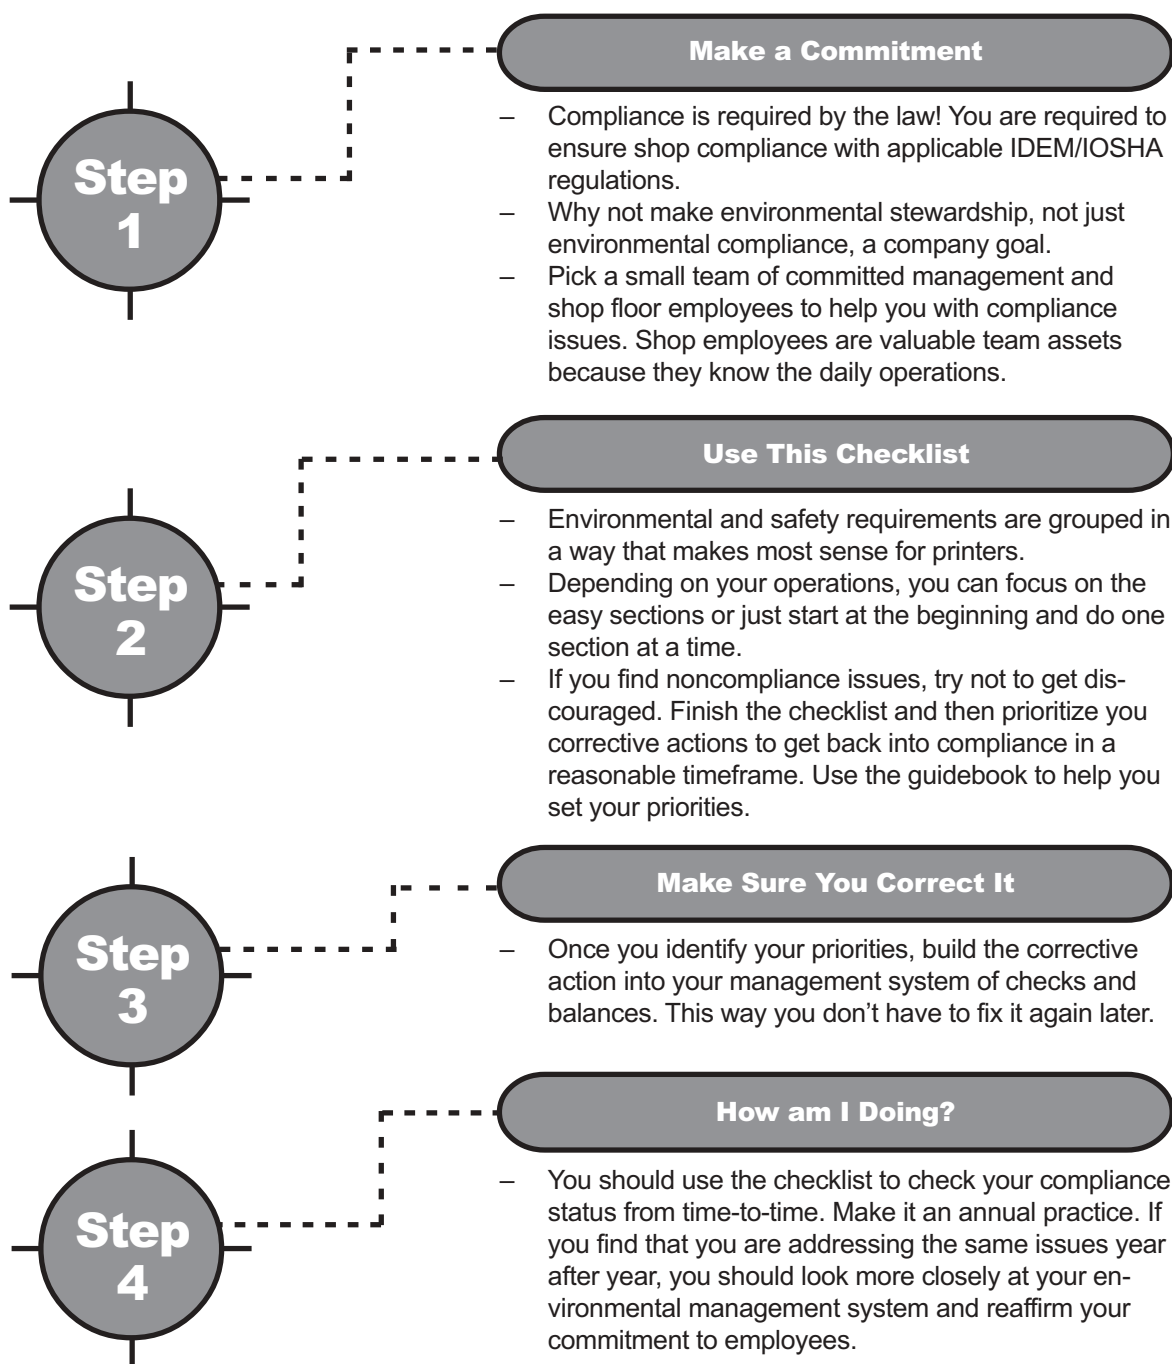 Step
1
Make a Commitment
– Compliance is required by the law! You are required to
ensure shop compliance with applicable IDEM/IOSHA
regulations.
– Why not make environmental stewardship, not just
environmental compliance, a company goal.
– Pick a small team of committed management and
shop floor employees to help you with compliance
issues. Shop employees are valuable team assets
because they know the daily operations.
Step
2
Use This Checklist
– Environmental and safety requirements are grouped in
a way that makes most sense for printers.
– Depending on your operations, you can focus on the
easy sections or just start at the beginning and do one
section at a time.
– If you find noncompliance issues, try not to get dis-
couraged. Finish the checklist and then prioritize you
corrective actions to get back into compliance in a
reasonable timeframe. Use the guidebook to help you
set your priorities.
Step
3
Make Sure You Correct It
– Once you identify your priorities, build the corrective
action into your management system of checks and
balances. This way you don’t have to fix it again later.
Step
4
How am I Doing?
– You should use the checklist to check your compliance
status from time-to-time. Make it an annual practice. If
you find that you are addressing the same issues year
after year, you should look more closely at your en-
vironmental management system and reaffirm your
commitment to employees.